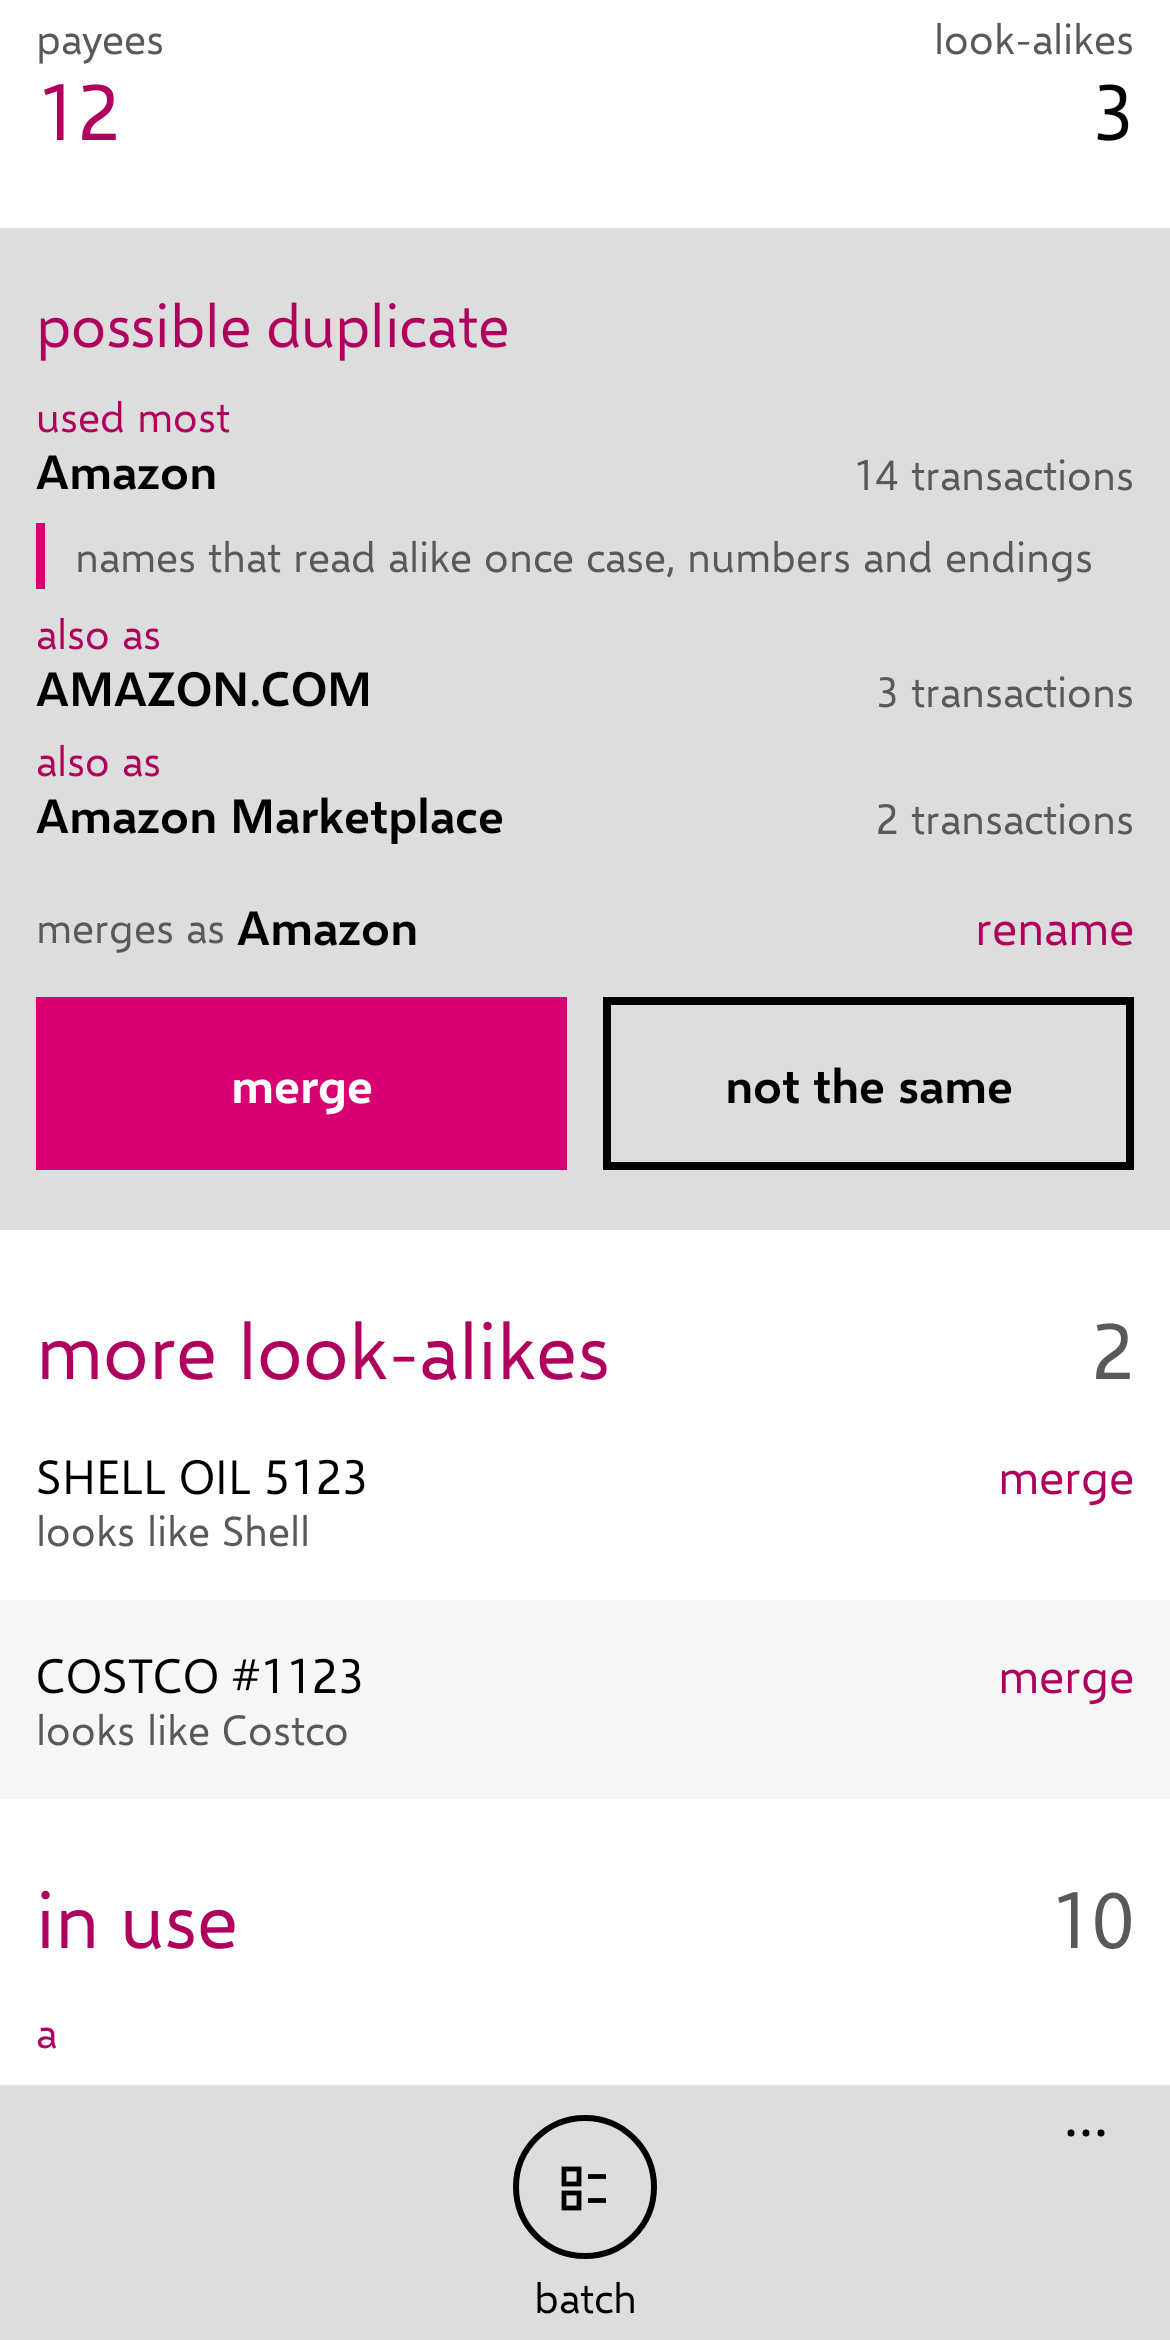 payees
look-alikes
12
3
possible duplicate
used most
Amazon
14 transactions
names that read alike once case, numbers and endings
also as
AMAZON.COM
3 transactions
also as
Amazon Marketplace
2 transactions
merges as Amazon
rename
merge
not the same
more look-alikes
2
SHELL OIL 5123
merge
looks like Shell
COSTCO #1123
merge
looks like Costco
in use
10
a
...
batch